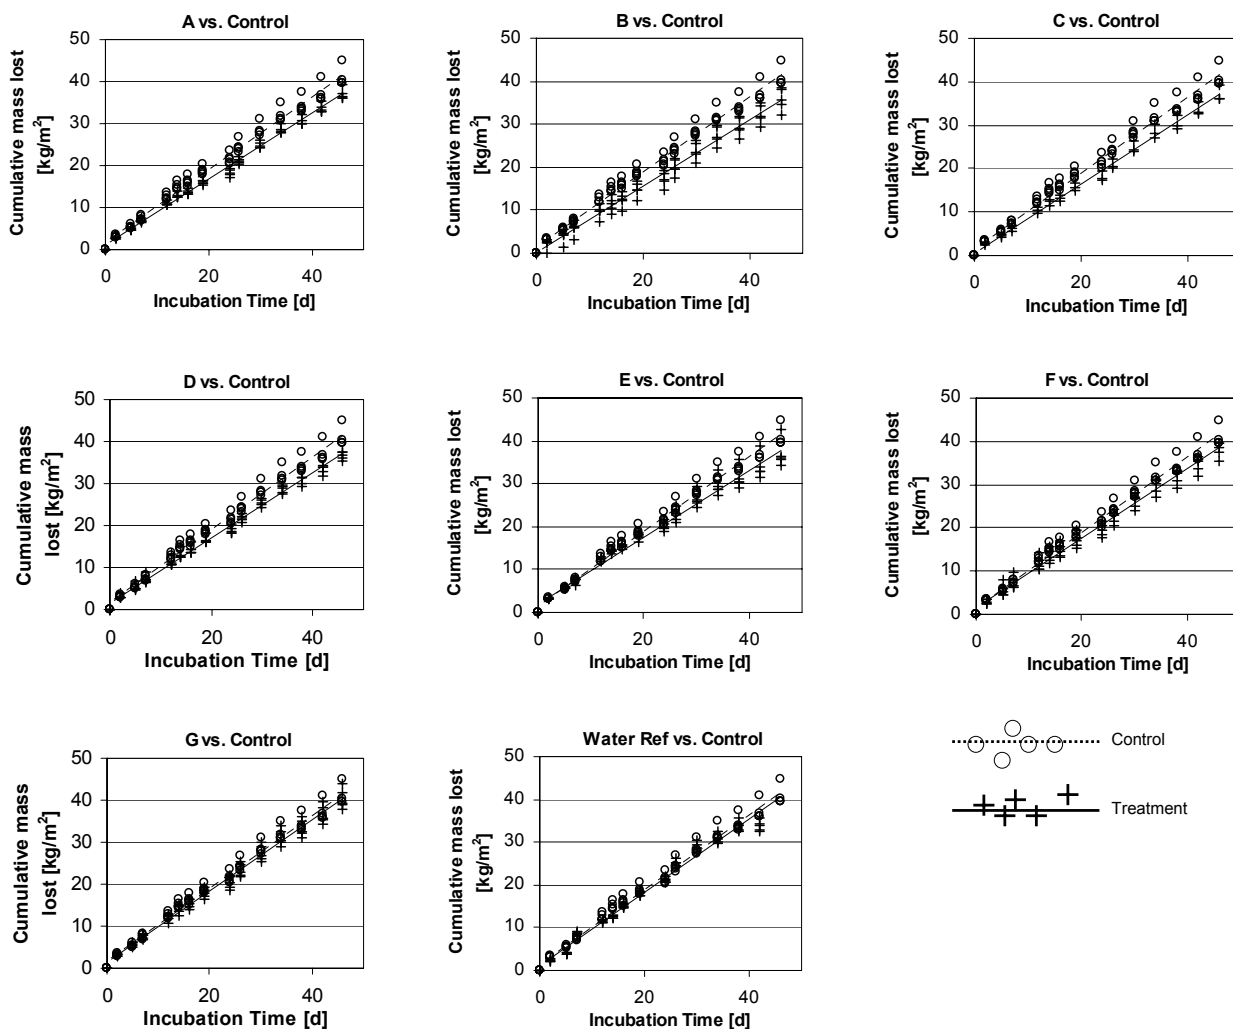 A vs. Control
Cumulative mass lost
[kg/m²]
50
40
30
20
10
0
0 20 40
Incubation Time [d]
B vs. Control
Cumulative mass lost
[kg/m²]
50
40
30
20
10
0
0 20 40
Incubation Time [d]
C vs. Control
Cumulative mass lost
[kg/m²]
50
40
30
20
10
0
0 20 40
Incubation Time [d]
D vs. Control
Cumulative mass
lost [kg/m²]
50
40
30
20
10
0
0 20 40
Incubation Time [d]
E vs. Control
Cumulative mass lost
[kg/m²]
50
40
30
20
10
0
0 20 40
Incubation Time [d]
F vs. Control
Cumulative mass lost
[kg/m²]
50
40
30
20
10
0
0 20 40
Incubation Time [d]
G vs. Control
Cumulative mass
lost [kg/m²]
50
40
30
20
10
0
0 20 40
Incubation Time [d]
Water Ref vs. Control
Cumulative mass lost
[kg/m²]
50
40
30
20
10
0
0 20 40
Incubation Time [d]
Control
Treatment